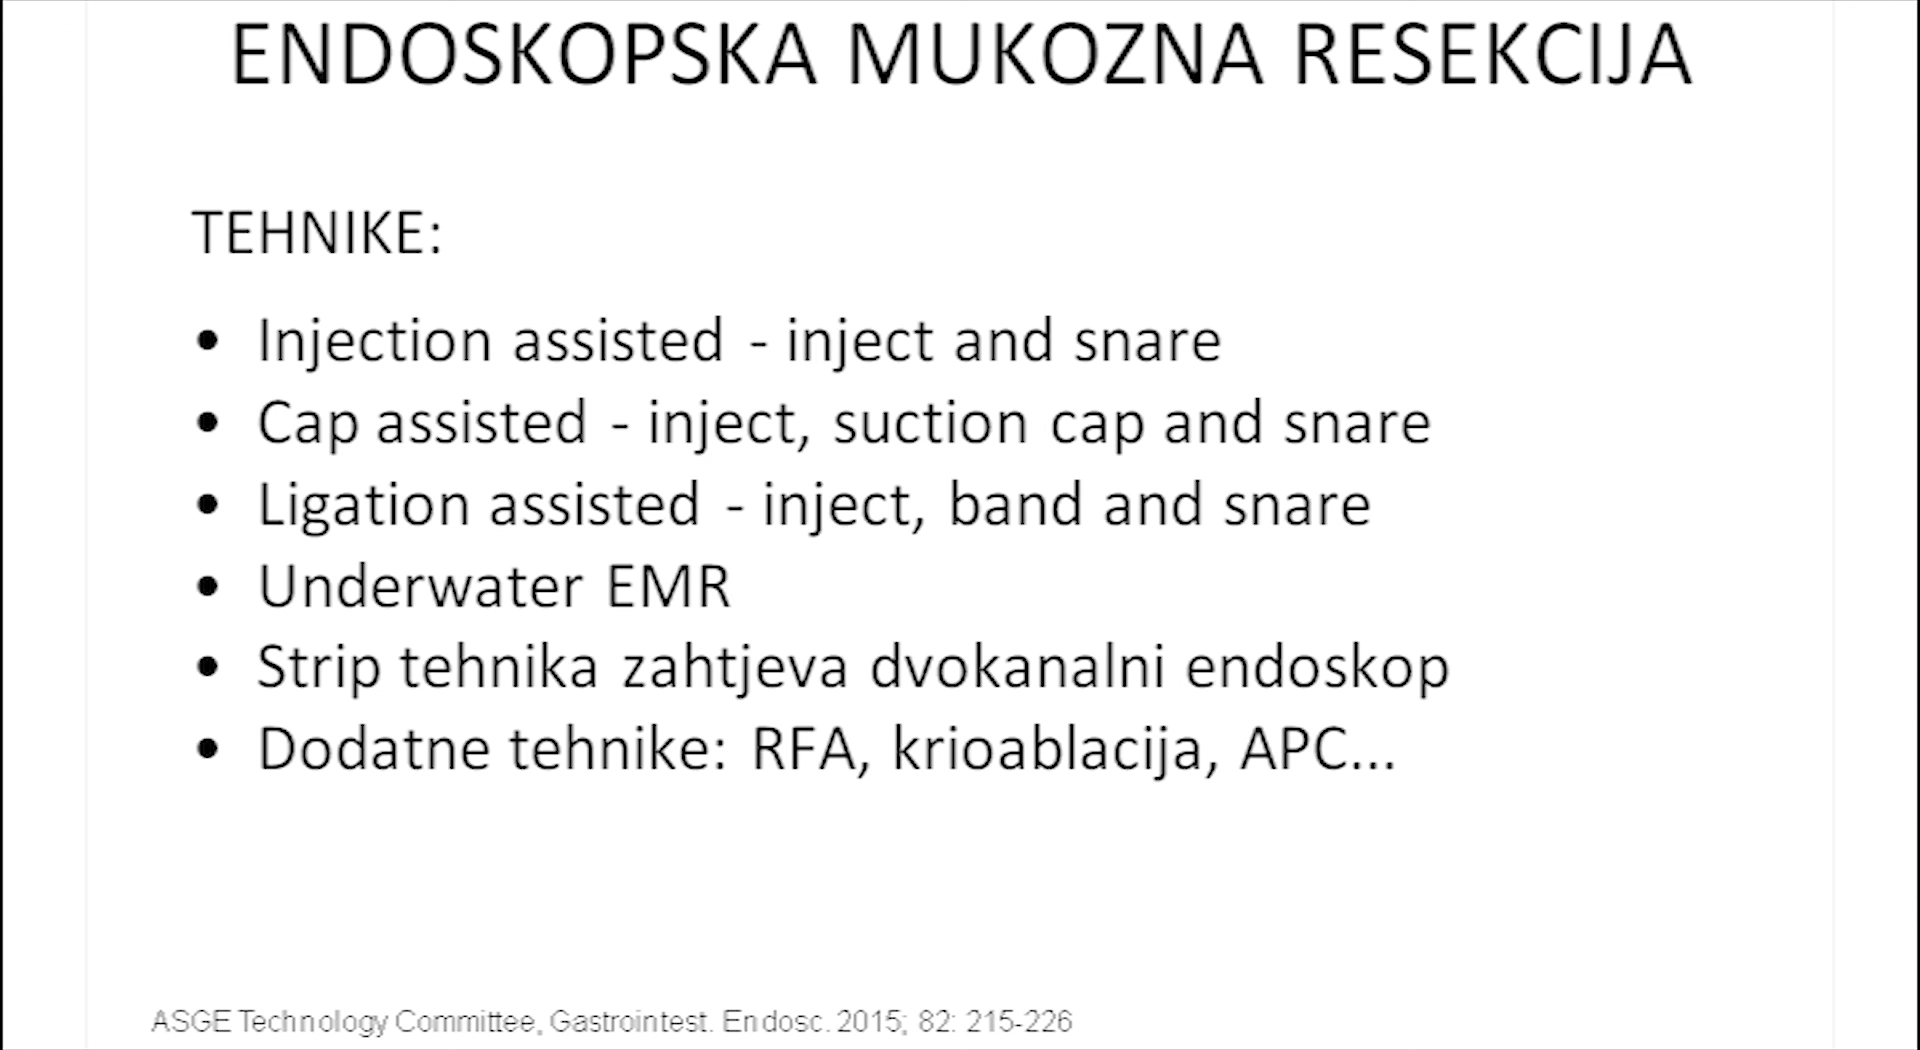 ENDOSKOPSKA MUKOZNA RESEKCIJA
TEHNIKE:
• Injection assisted - inject and snare
• Cap assisted - inject, suction cap and snare
• Ligation assisted - inject, band and snare
• Underwater EMR
• Strip tehnika zahtjeva dvokanalni endoskop
• Dodatne tehnike: RFA, krioablacija, APC...
ASGE Technology Committee, Gastrointest. Endosc. 2015; 82: 215-226